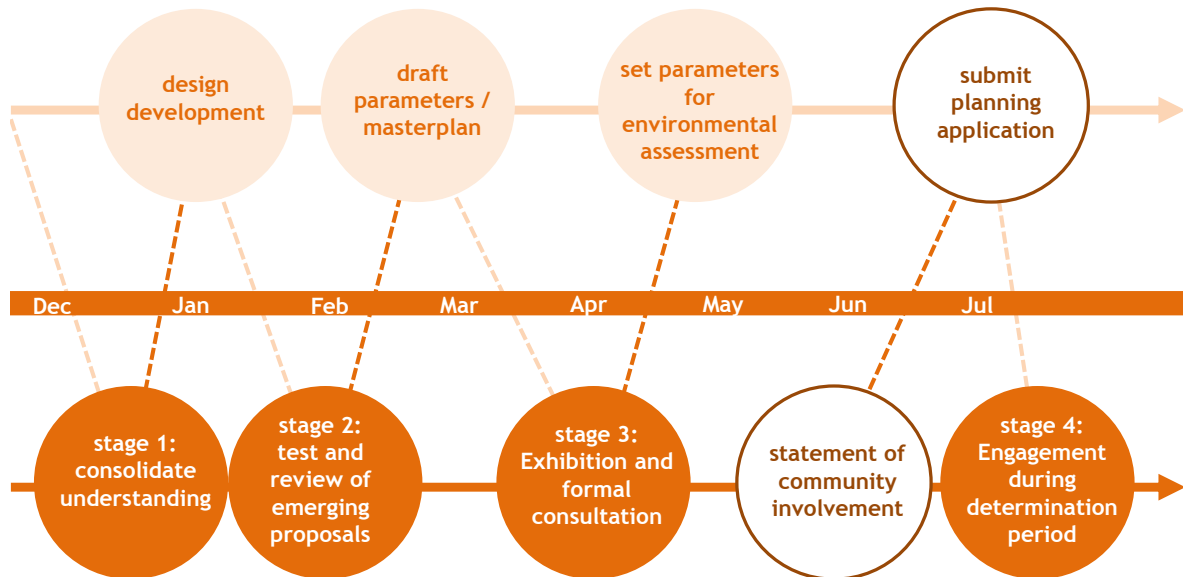 design
development
draft
parameters /
masterplan
set parameters
for
environmental
assessment
submit
planning
application
Dec Jan Feb Mar Apr May Jun Jul
stage 1:
consolidate
understanding
stage 2:
test and
review of
emerging
proposals
stage 3:
Exhibition and
formal
consultation
statement of
community
involvement
stage 4:
Engagement
during
determination
period